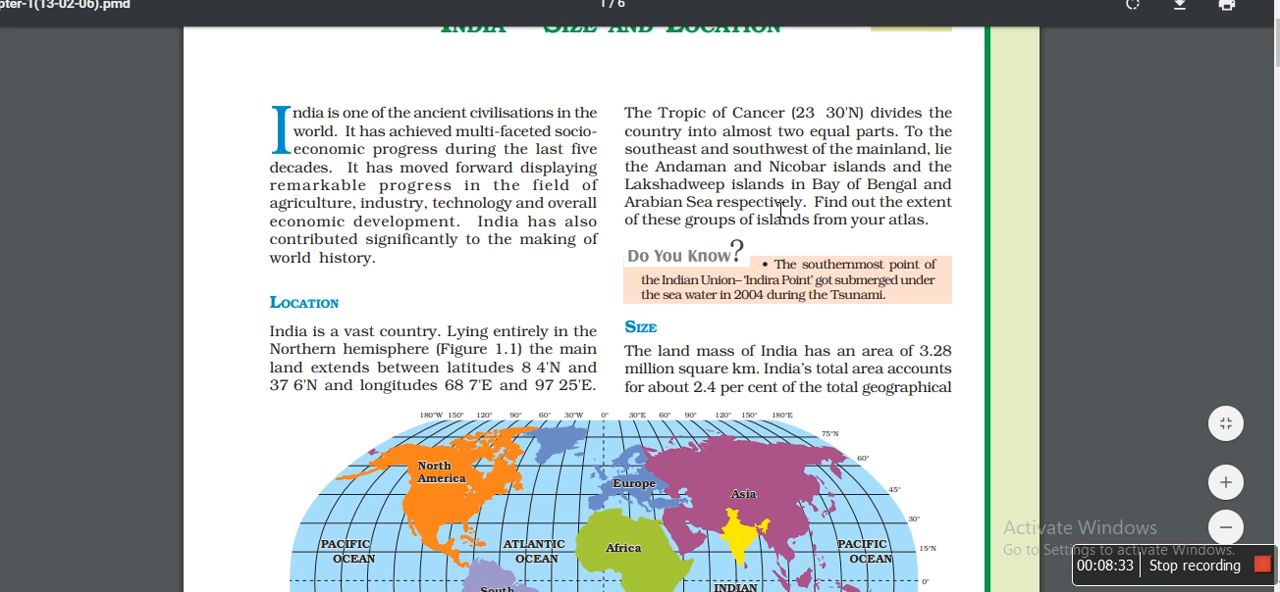 pter-1(13-02-06).pmd
1 / 6
INDIA SIZE AND LOCATION
India is one of the ancient civilisations in the
world. It has achieved multi-faceted socio-
economic progress during the last five
decades. It has moved forward displaying
remarkable progress in the field of
agriculture, industry, technology and overall
economic development. India has also
contributed significantly to the making of
world history.
LOCATION
India is a vast country. Lying entirely in the
Northern hemisphere (Figure 1.1) the main
land extends between latitudes 8 4'N and
37 6'N and longitudes 68 7'E and 97 25'E.
The Tropic of Cancer (23 30'N) divides the
country into almost two equal parts. To the
southeast and southwest of the mainland, lie
the Andaman and Nicobar islands and the
Lakshadweep islands in Bay of Bengal and
Arabian Sea respectively. Find out the extent
of these groups of islands from your atlas.
Do You Know?
• The southernmost point of
the Indian Union– 'Indira Point' got submerged under
the sea water in 2004 during the Tsunami.
SIZE
The land mass of India has an area of 3.28
million square km. India's total area accounts
for about 2.4 per cent of the total geographical
180°W 150° 120° 90° 60° 30°W 0° 30°E 60° 90° 120° 150° 180°E
75°N
60°
45°
30°
15°N
0°
North
America
Europe
Asia
Africa
PACIFIC
OCEAN
ATLANTIC
OCEAN
PACIFIC
OCEAN
South
INDIAN
Activate Windows
Go to Settings to activate Windows.
00:08:33 Stop recording